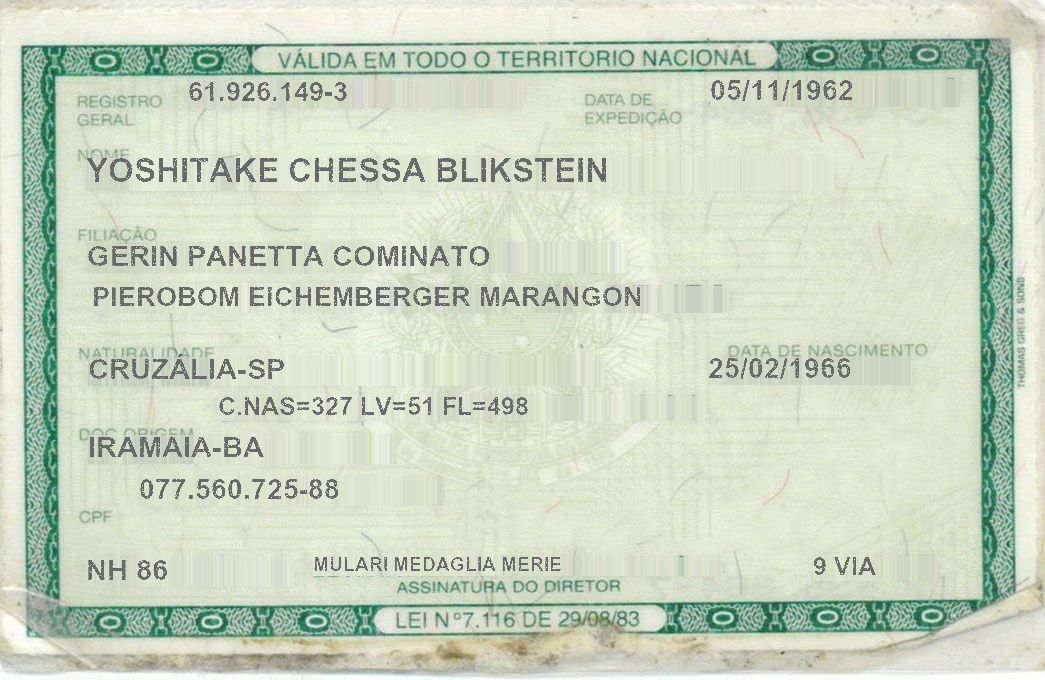 VÁLIDA EM TODO O TERRITÓRIO NACIONAL
REGISTRO GERAL 61.926.149-3 DATA DE EXPEDIÇÃO 05/11/1962
NOME
YOSHITAKE CHESSA BLIKSTEIN
FILIAÇÃO
GERIN PANETTA COMINATO
PIEROBOM EICHEMBERGER MARANGON
NATURALIDADE DATA DE NASCIMENTO
CRUZÁLIA-SP 25/02/1966
C.NAS=327 LV=51 FL=498
DOC ORIGEM
IRAMAIA-BA
077.560.725-88
CPF
NH 86 MULARI MEDAGLIA MERIE 9 VIA
ASSINATURA DO DIRETOR
LEI Nº7.116 DE 29/08/83
THOMAS GREG & SONS